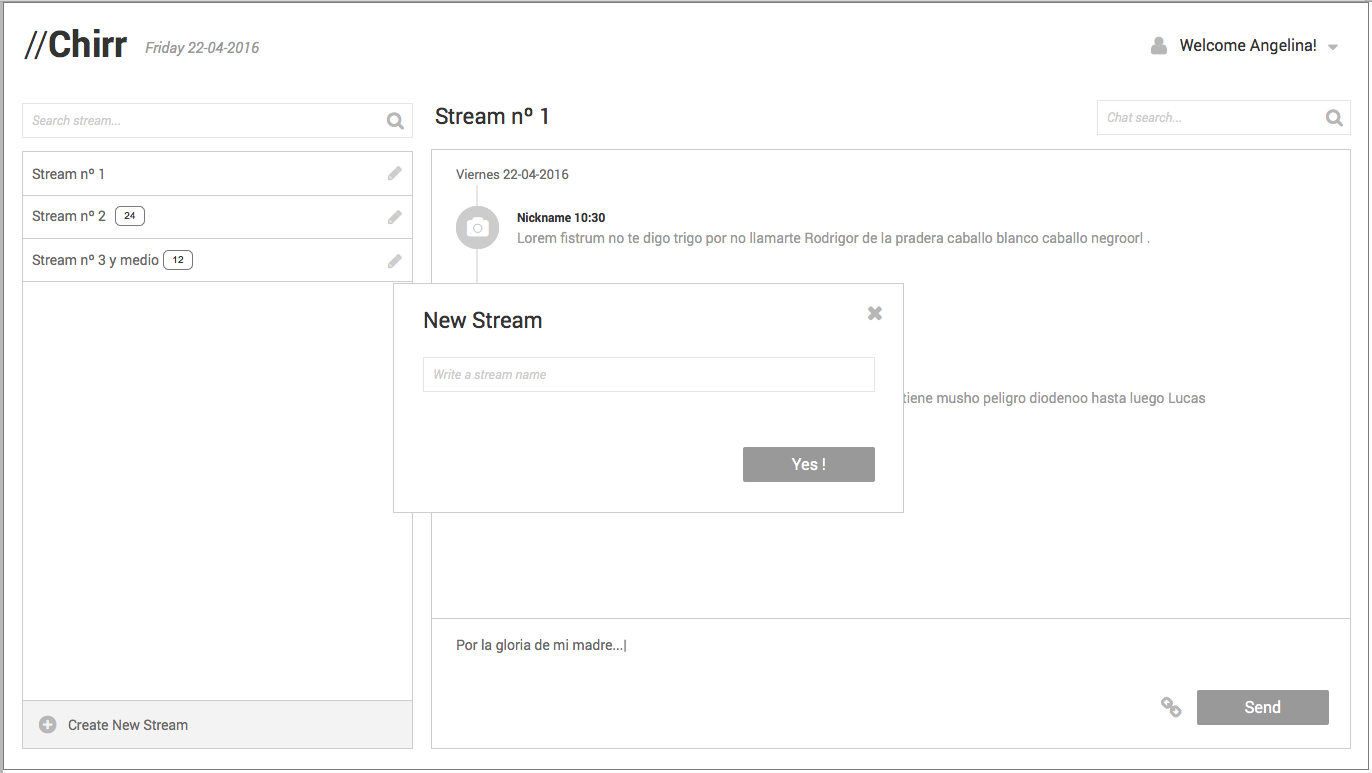 //Chirr
Friday 22-04-2016
Welcome Angelina!
Search stream...
Stream nº 1
Stream nº 2 24
Stream nº 3 y medio 12
Create New Stream
Stream nº 1
Chat search...
Viernes 22-04-2016
Nickname 10:30
Lorem fistrum no te digo trigo por no llamarte Rodrigor de la pradera caballo blanco caballo negroorl .
New Stream
Write a stream name
Yes !
tiene musho peligro diodenoo hasta luego Lucas
Por la gloria de mi madre...
Send